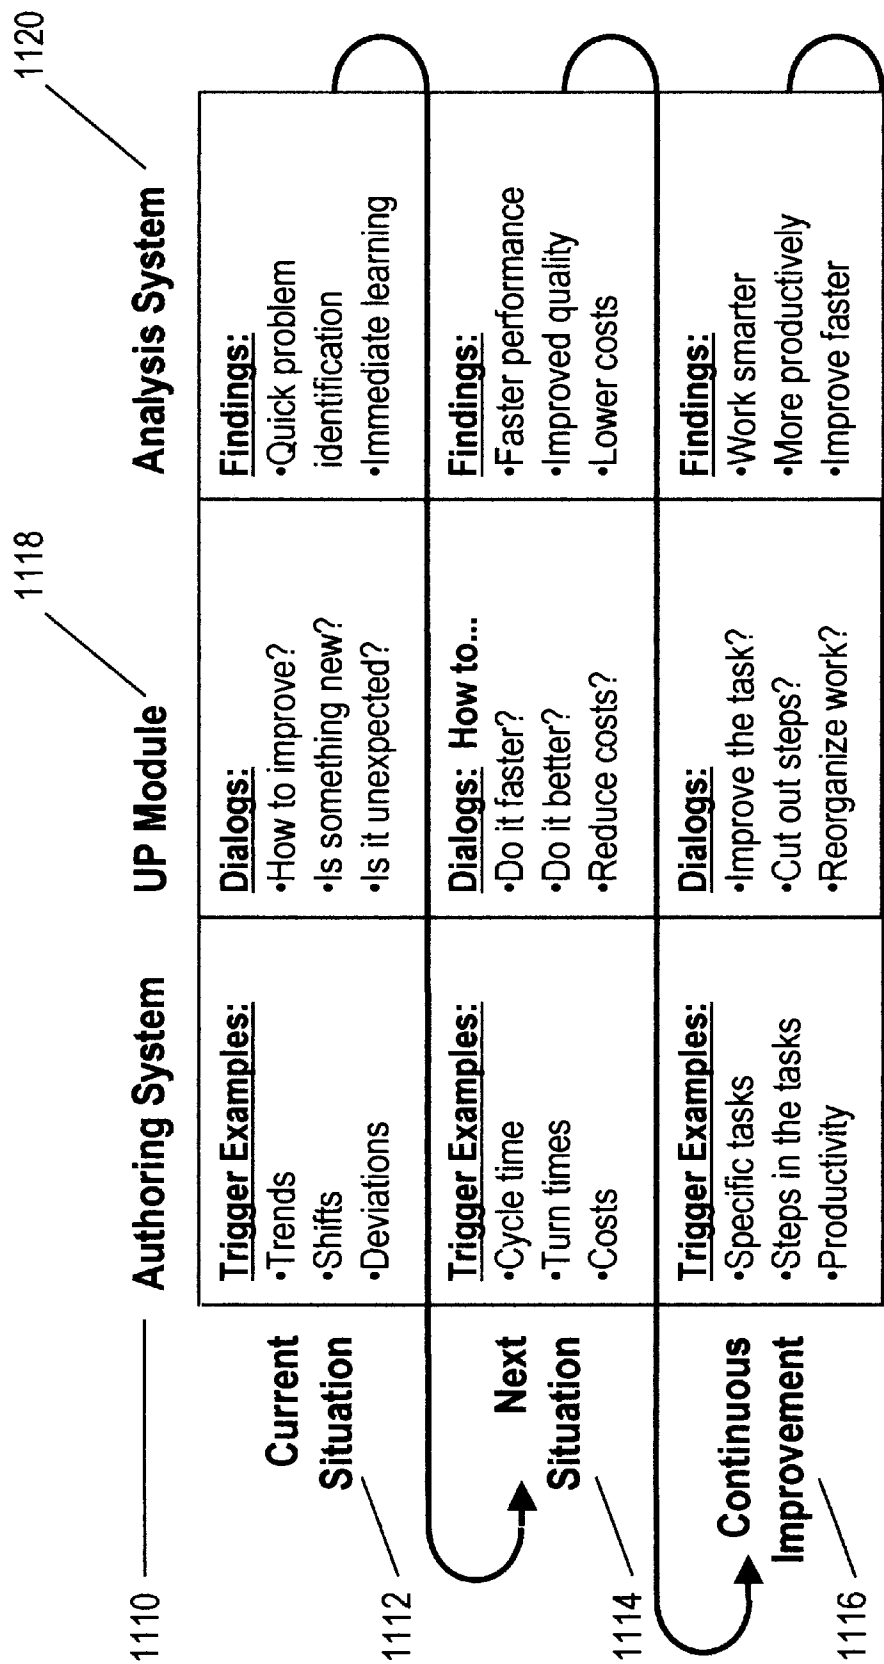 1110
Authoring System
UP Module
1118
Analysis System
1120
Current
Situation
1112
Trigger Examples:
•Trends
•Shifts
•Deviations
Dialogs:
•How to improve?
•Is something new?
•Is it unexpected?
Findings:
•Quick problem
identification
•Immediate learning
Next
Situation
1114
Trigger Examples:
•Cycle time
•Turn times
•Costs
Dialogs: How to...
•Do it faster?
•Do it better?
•Reduce costs?
Findings:
•Faster performance
•Improved quality
•Lower costs
Continuous
Improvement
1116
Trigger Examples:
•Specific tasks
•Steps in the tasks
•Productivity
Dialogs:
•Improve the task?
•Cut out steps?
•Reorganize work?
Findings:
•Work smarter
•More productively
•Improve faster